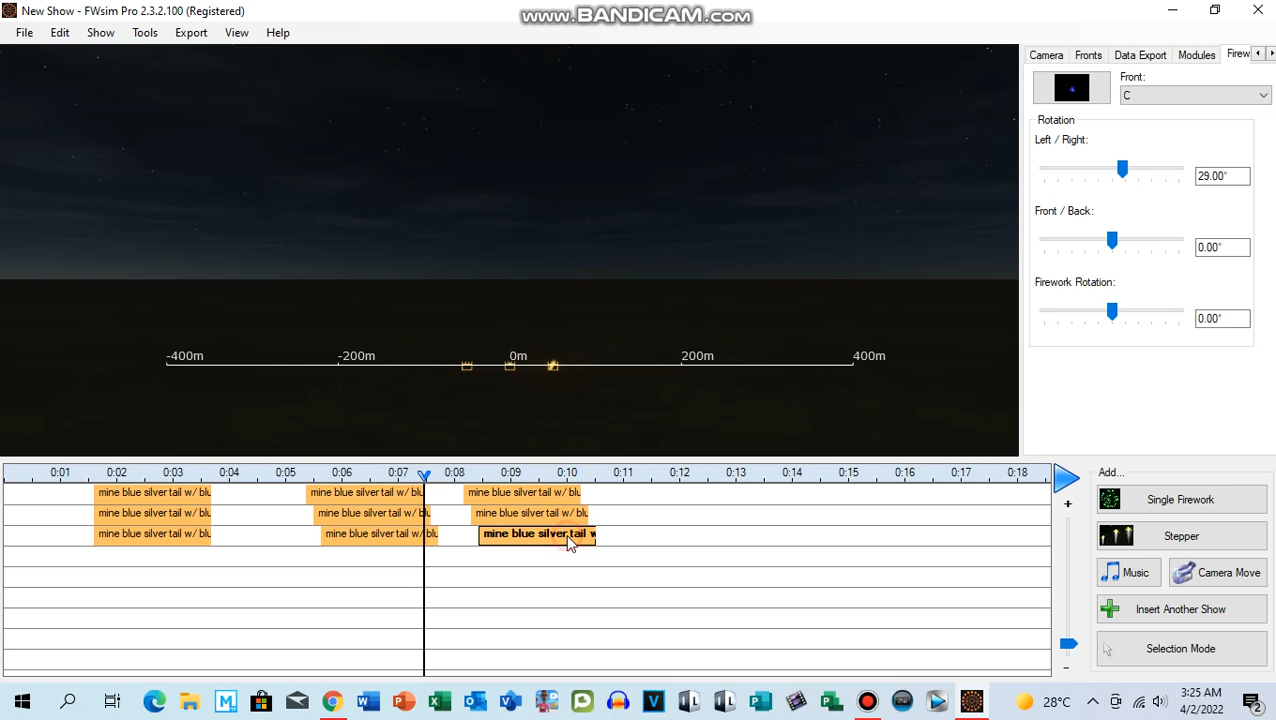 New Show - FWsim Pro 2.3.2.100 (Registered)
www.BANDICAM.com
File Edit Show Tools Export View Help
Camera Fronts Data Export Modules Firew
Front:
C
Rotation
Left / Right:
29.00°
Front / Back:
0.00°
Firework Rotation:
0.00°
-400m -200m 0m 200m 400m
0:01 0:02 0:03 0:04 0:05 0:06 0:07 0:08 0:09 0:10 0:11 0:12 0:13 0:14 0:15 0:16 0:17 0:18
mine blue silver tail w/ blu mine blue silver tail w/ blu mine blue silver tail w/ blu
mine blue silver tail w/ blu mine blue silver tail w/ blu mine blue silver tail w/ blu
mine blue silver tail w/ blu mine blue silver tail w/ blu mine blue silver tail w
Add...
+
Single Firework
Stepper
Music Camera Move
Insert Another Show
Selection Mode
-
28°C
3:25 AM
4/2/2022
2